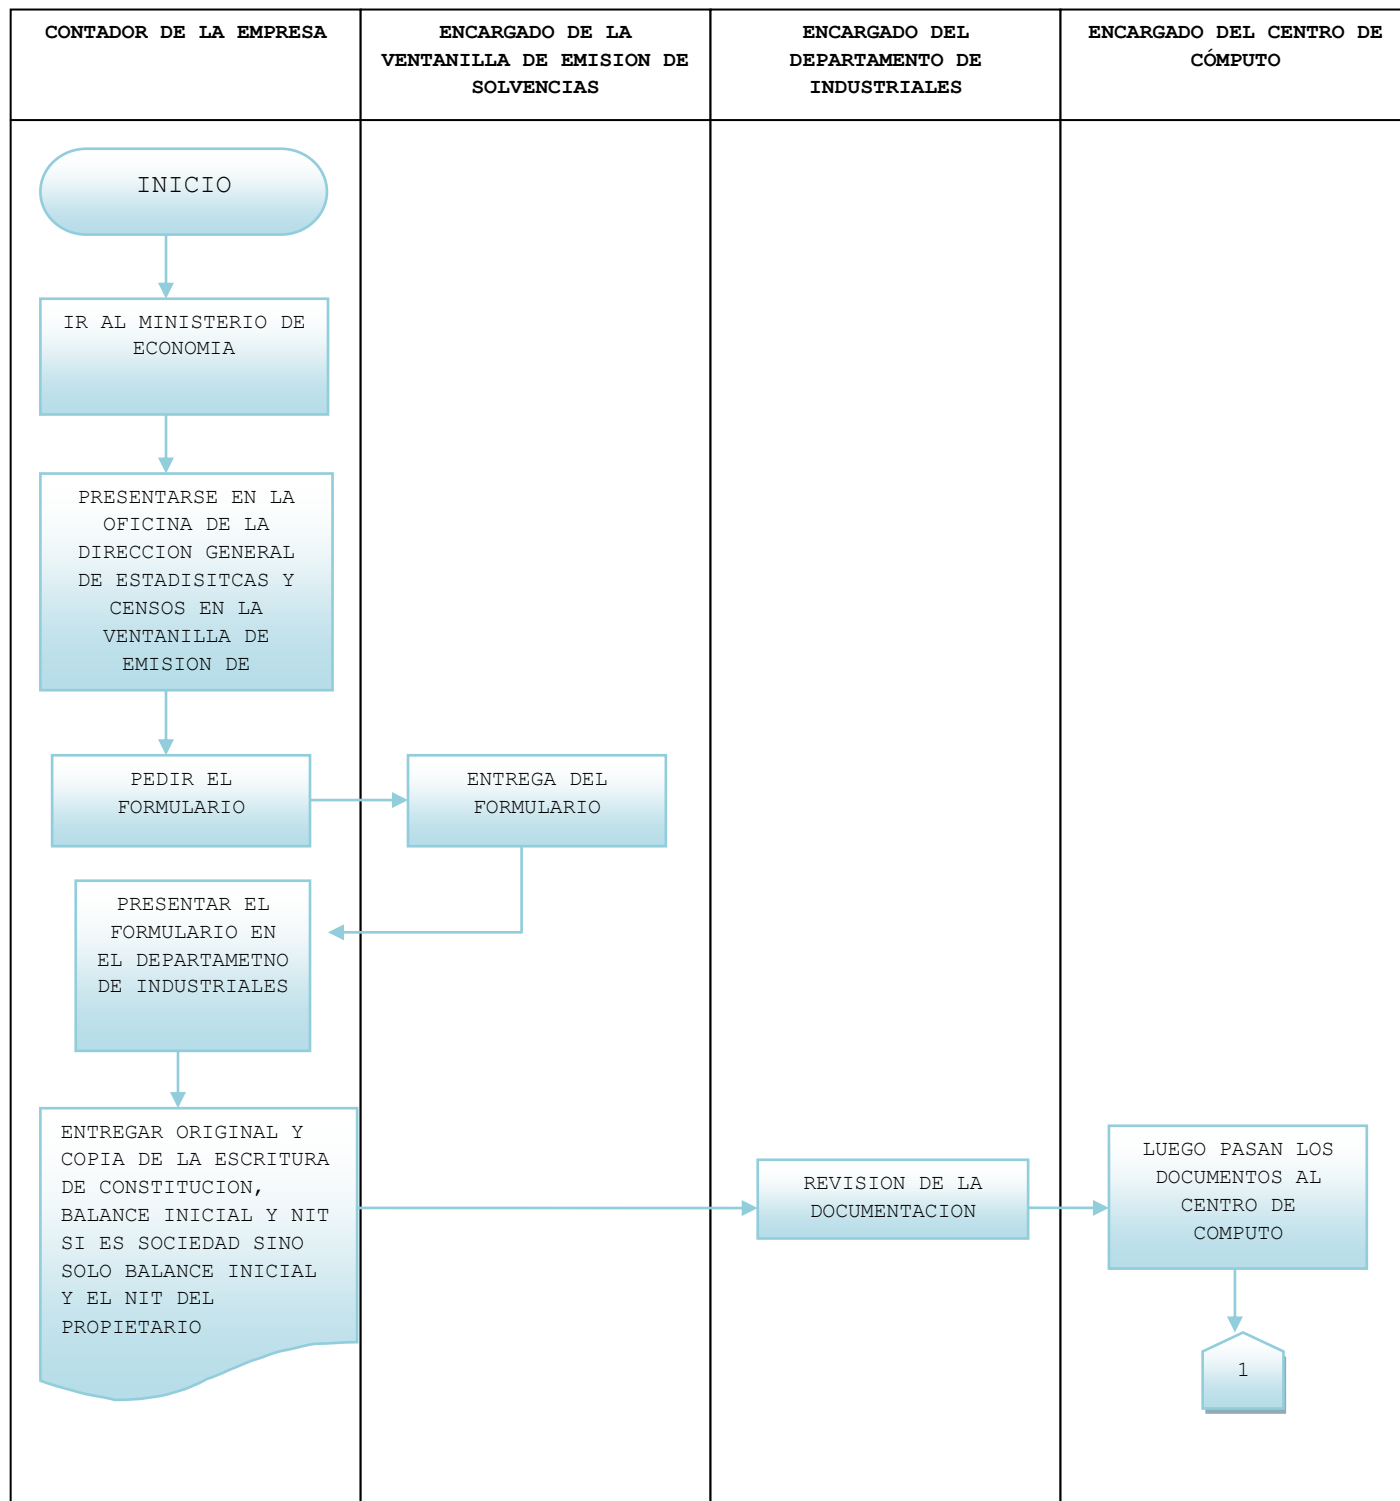 CONTADOR DE LA EMPRESA
ENCARGADO DE LA
VENTANILLA DE EMISION DE
SOLVENCIAS
ENCARGADO DEL
DEPARTAMENTO DE
INDUSTRIALES
ENCARGADO DEL CENTRO DE
CÓMPUTO
INICIO
IR AL MINISTERIO DE
ECONOMIA
PRESENTARSE EN LA
OFICINA DE LA
DIRECCION GENERAL
DE ESTADISITCAS Y
CENSOS EN LA
VENTANILLA DE
EMISION DE
PEDIR EL
FORMULARIO
ENTREGA DEL
FORMULARIO
PRESENTAR EL
FORMULARIO EN
EL DEPARTAMETNO
DE INDUSTRIALES
ENTREGAR ORIGINAL Y
COPIA DE LA ESCRITURA
DE CONSTITUCION,
BALANCE INICIAL Y NIT
SI ES SOCIEDAD SINO
SOLO BALANCE INICIAL
Y EL NIT DEL
PROPIETARIO
REVISION DE LA
DOCUMENTACION
LUEGO PASAN LOS
DOCUMENTOS AL
CENTRO DE
COMPUTO
1